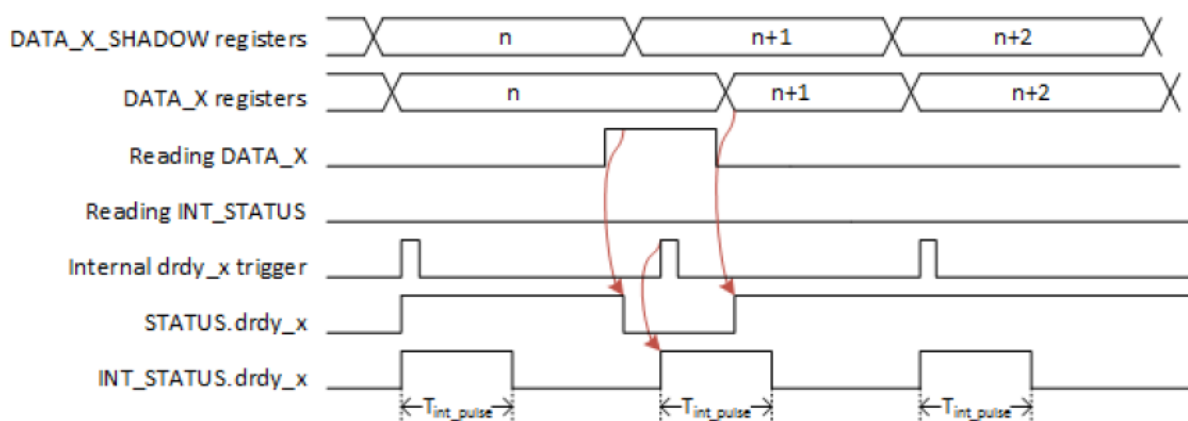 DATA_X_SHADOW registers n n+1 n+2
DATA_X registers n n+1 n+2
Reading DATA_X
Reading INT_STATUS
Internal drdy_x trigger
STATUS.drdy_x
INT_STATUS.drdy_x
Tint_pulse Tint_pulse Tint_pulse